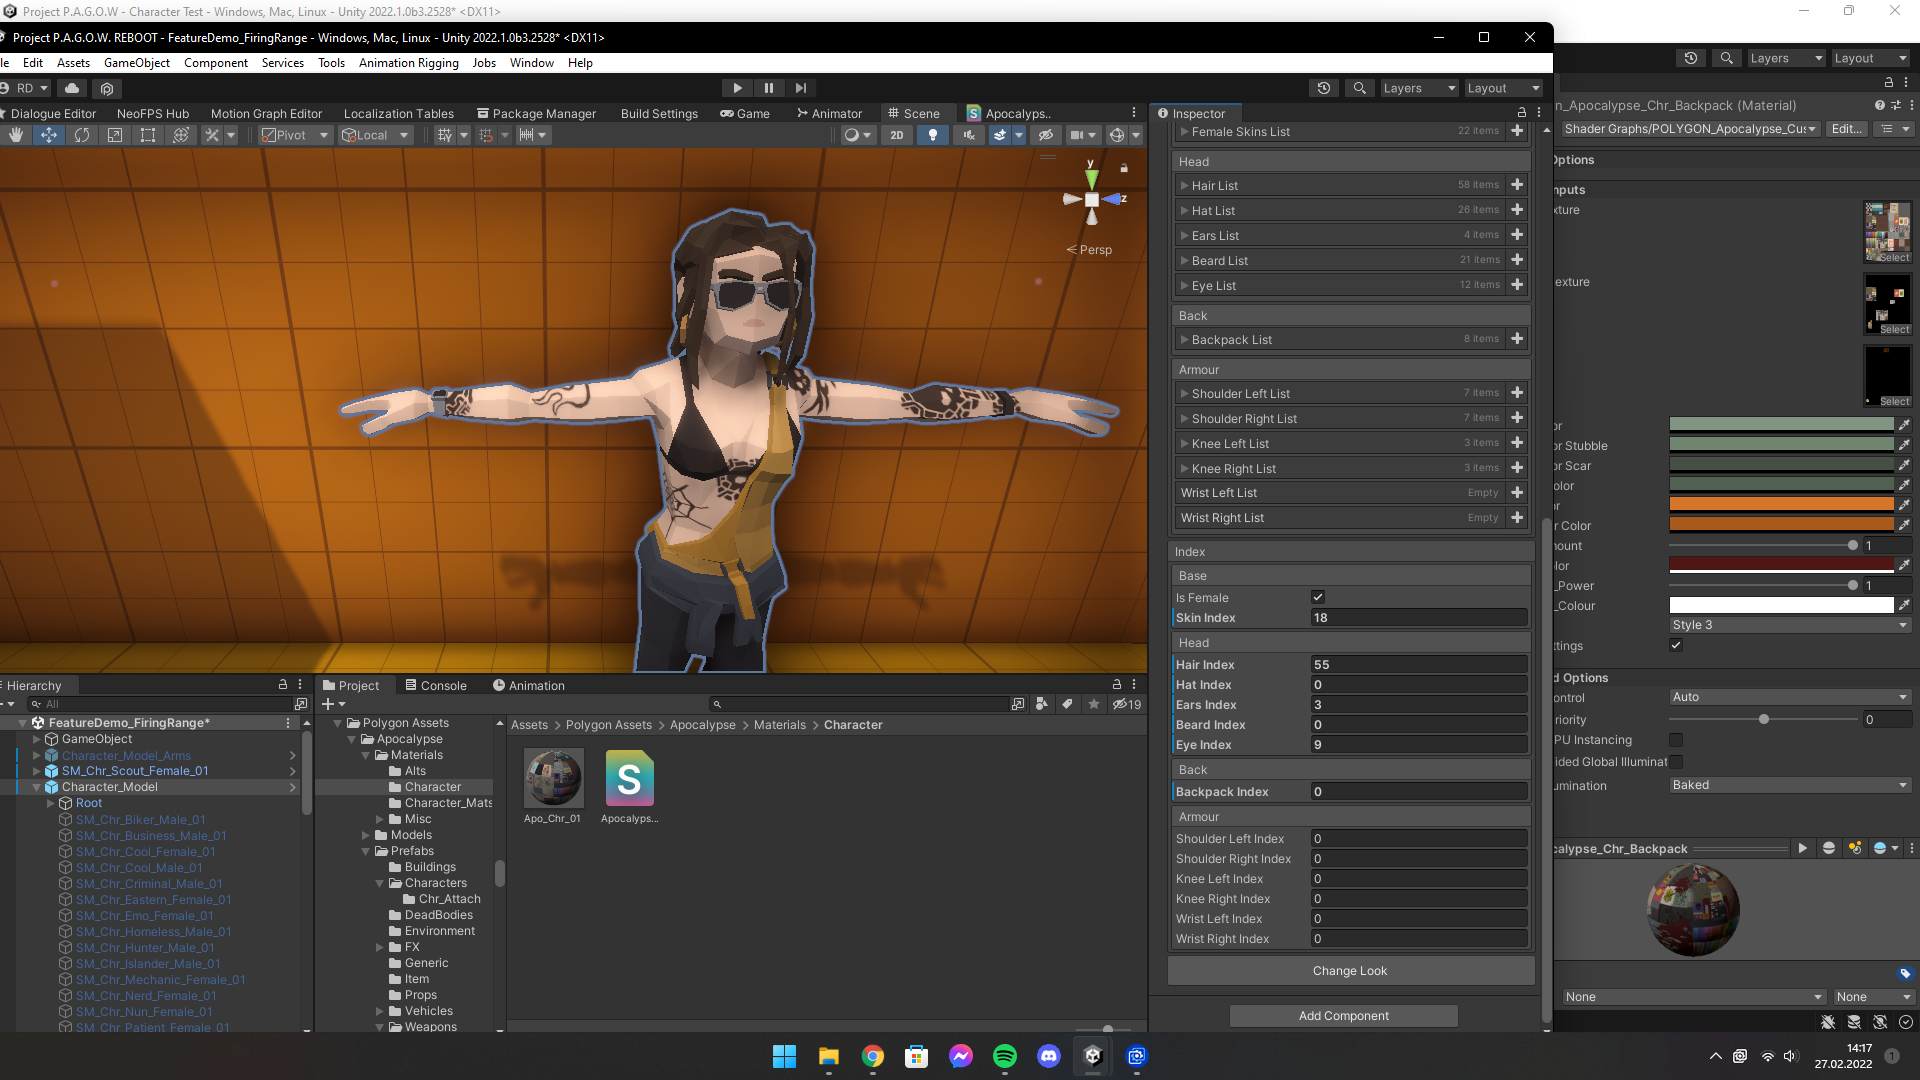 Project P.A.G.O.W - Character Test - Windows, Mac, Linux - Unity 2022.1.0b3.2528* <DX11>
Project P.A.G.O.W. REBOOT - FeatureDemo_FiringRange - Windows, Mac, Linux - Unity 2022.1.0b3.2528* <DX11>
le Edit Assets GameObject Component Services Tools Animation Rigging Jobs Window Help
RD Layers Layout
Layers Layout
Dialogue Editor NeoFPS Hub Motion Graph Editor Localization Tables Package Manager Build Settings Game Animator Scene Apocalyps..
Pivot Local 2D
y
z
Persp
Inspector
Female Skins List 22 items
Head
Hair List 58 items
Hat List 26 items
Ears List 4 items
Beard List 21 items
Eye List 12 items
Back
Backpack List 8 items
Armour
Shoulder Left List 7 items
Shoulder Right List 7 items
Knee Left List 3 items
Knee Right List 3 items
Wrist Left List Empty
Wrist Right List Empty
Index
Base
Is Female
Skin Index 18
Head
Hair Index 55
Hat Index 0
Ears Index 3
Beard Index 0
Eye Index 9
Back
Backpack Index 0
Armour
Shoulder Left Index 0
Shoulder Right Index 0
Knee Left Index 0
Knee Right Index 0
Wrist Left Index 0
Wrist Right Index 0
Change Look
Add Component
n_Apocalypse_Chr_Backpack (Material)
Shader Graphs/POLYGON_Apocalypse_Cus Edit...
Options
nputs
xture
Select
exture
Select
Select
or
or Stubble
or Scar
olor
or
r Color
mount 1
lor
_Power 1
_Colour
Style 3
ttings
d Options
ontrol Auto
riority 0
PU Instancing
ided Global Illuminat
umination Baked
calypse_Chr_Backpack
None None
Hierarchy
All
FeatureDemo_FiringRange*
GameObject
Character_Model_Arms
SM_Chr_Scout_Female_01
Character_Model
Root
SM_Chr_Biker_Male_01
SM_Chr_Business_Male_01
SM_Chr_Cool_Female_01
SM_Chr_Cool_Male_01
SM_Chr_Criminal_Male_01
SM_Chr_Eastern_Female_01
SM_Chr_Emo_Female_01
SM_Chr_Homeless_Male_01
SM_Chr_Hunter_Male_01
SM_Chr_Islander_Male_01
SM_Chr_Mechanic_Female_01
SM_Chr_Nerd_Female_01
SM_Chr_Nun_Female_01
SM_Chr_Patient_Female_01
Project Console Animation
19
Polygon Assets
Apocalypse
Materials
Alts
Character
Character_Mats
Misc
Models
Prefabs
Buildings
Characters
Chr_Attach
DeadBodies
Environment
FX
Generic
Item
Props
Vehicles
Weapons
Assets > Polygon Assets > Apocalypse > Materials > Character
S
Apo_Chr_01 Apocalyps...
14:17
27.02.2022
1